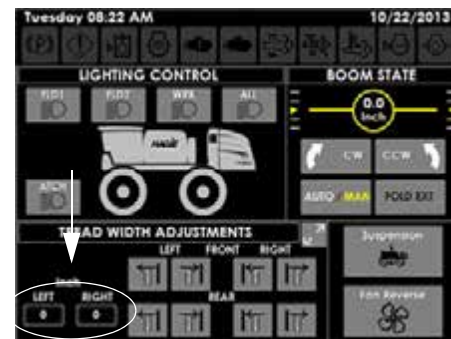 Tuesday 08:22 AM 10/22/2013
(P) (!)
LIGHTING CONTROL
FLD1 FLD2 WRK ALL
HAGIE
ATCH
BOOM STATE
0.0
Inch
CW CCW
AUTO / MAN FOLD EXT
TREAD WIDTH ADJUSTMENTS
LEFT FRONT RIGHT
Inch
LEFT RIGHT
0 0
REAR
Suspension
Fan Reverse